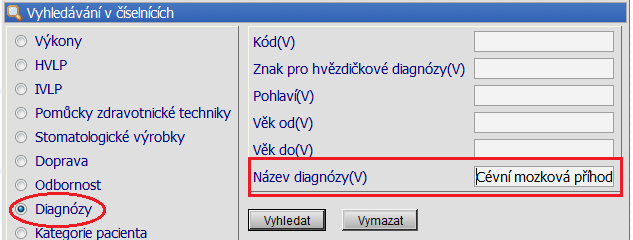 Vyhledávání v číselnících
Výkony
HVLP
IVLP
Pomůcky zdravotnické techniky
Stomatologické výrobky
Doprava
Odbornost
Diagnózy
Kategorie pacienta
Kód(V)
Znak pro hvězdičkové diagnózy(V)
Pohlaví(V)
Věk od(V)
Věk do(V)
Název diagnózy(V) Cévní mozková příhod
Vyhledat Vymazat